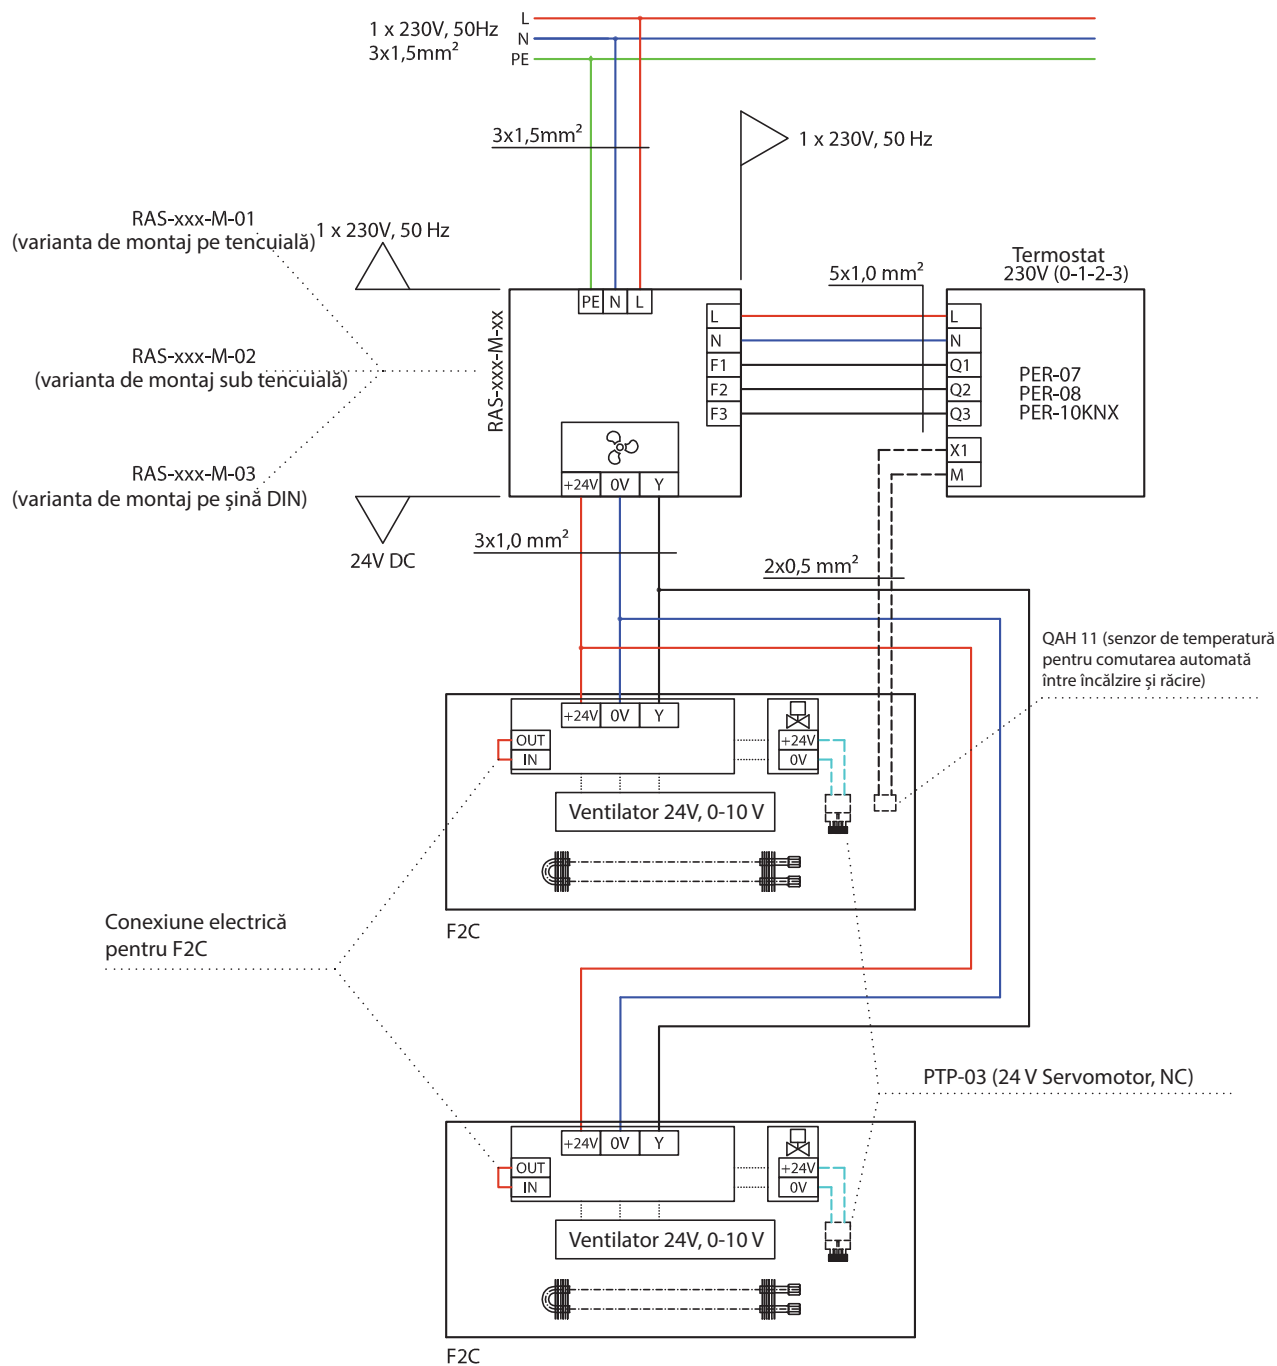 L
1 x 230V, 50Hz
N
3x1,5mm²
PE
3x1,5mm²
1 x 230V, 50 Hz
RAS-xxx-M-01
(varianta de montaj pe tencuială)
1 x 230V, 50 Hz
Termostat
230V (0-1-2-3)
5x1,0 mm²
PE N L
RAS-xxx-M-xx
L
N
F1
F2
F3
L
N
Q1
Q2
Q3
X1
M
PER-07
PER-08
PER-10KNX
RAS-xxx-M-02
(varianta de montaj sub tencuială)
RAS-xxx-M-03
(varianta de montaj pe șină DIN)
+24V 0V Y
24V DC
3x1,0 mm²
2x0,5 mm²
QAH 11 (senzor de temperatură
pentru comutarea automată
între încălzire și răcire)
+24V 0V Y
OUT
IN
+24V
0V
Ventilator 24V, 0-10 V
F2C
Conexiune electrică
pentru F2C
PTP-03 (24 V Servomotor, NC)
+24V 0V Y
OUT
IN
+24V
0V
Ventilator 24V, 0-10 V
F2C